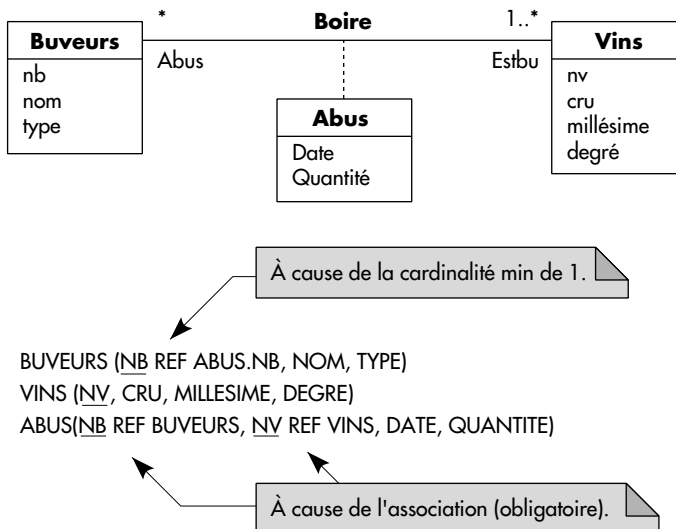 * Boire 1..*
Buveurs
Abus
Estbu
Vins
nb
nom
type
nv
cru
millésime
degré
Abus
Date
Quantité
À cause de la cardinalité min de 1.
BUVEURS (NB REF ABUS.NB, NOM, TYPE)
VINS (NV, CRU, MILLESIME, DEGRE)
ABUS(NB REF BUVEURS, NV REF VINS, DATE, QUANTITE)
À cause de l'association (obligatoire).